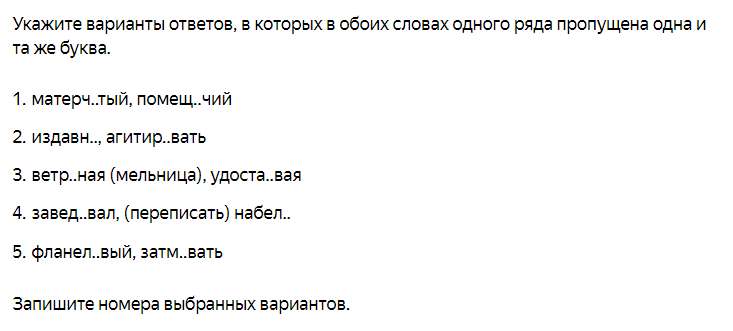 Укажите варианты ответов, в которых в обоих словах одного ряда пропущена одна и
та же буква.
1. матерч..тый, помещ..чий
2. издавн.., агитир..вать
3. ветр..ная (мельница), удоста..вая
4. завед..вал, (переписать) набел..
5. фланел..вый, затм..вать
Запишите номера выбранных вариантов.